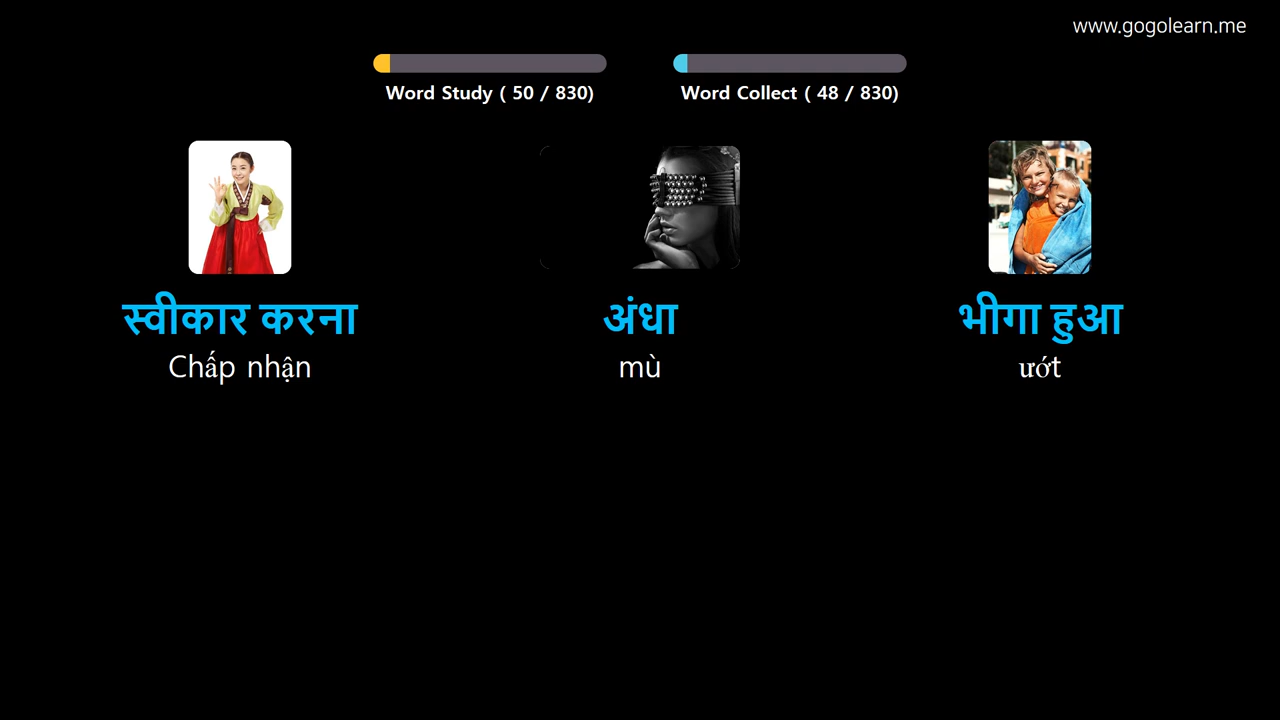 www.gogolearn.me
Word Study ( 50 / 830)
Word Collect ( 48 / 830)
स्वीकार करना
अंधा
भीगा हुआ
Chấp nhận
mù
ướt